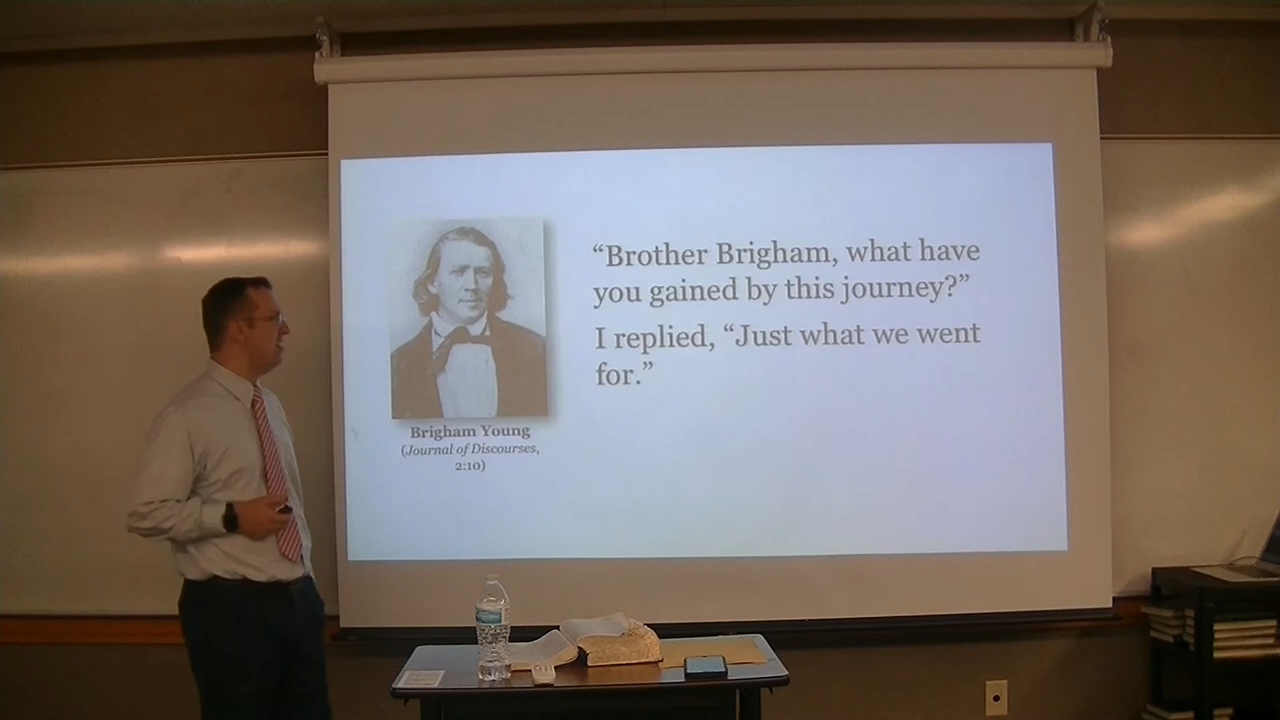 “Brother Brigham, what have
you gained by this journey?”
I replied, “Just what we went
for.”
Brigham Young
(Journal of Discourses,
2:10)